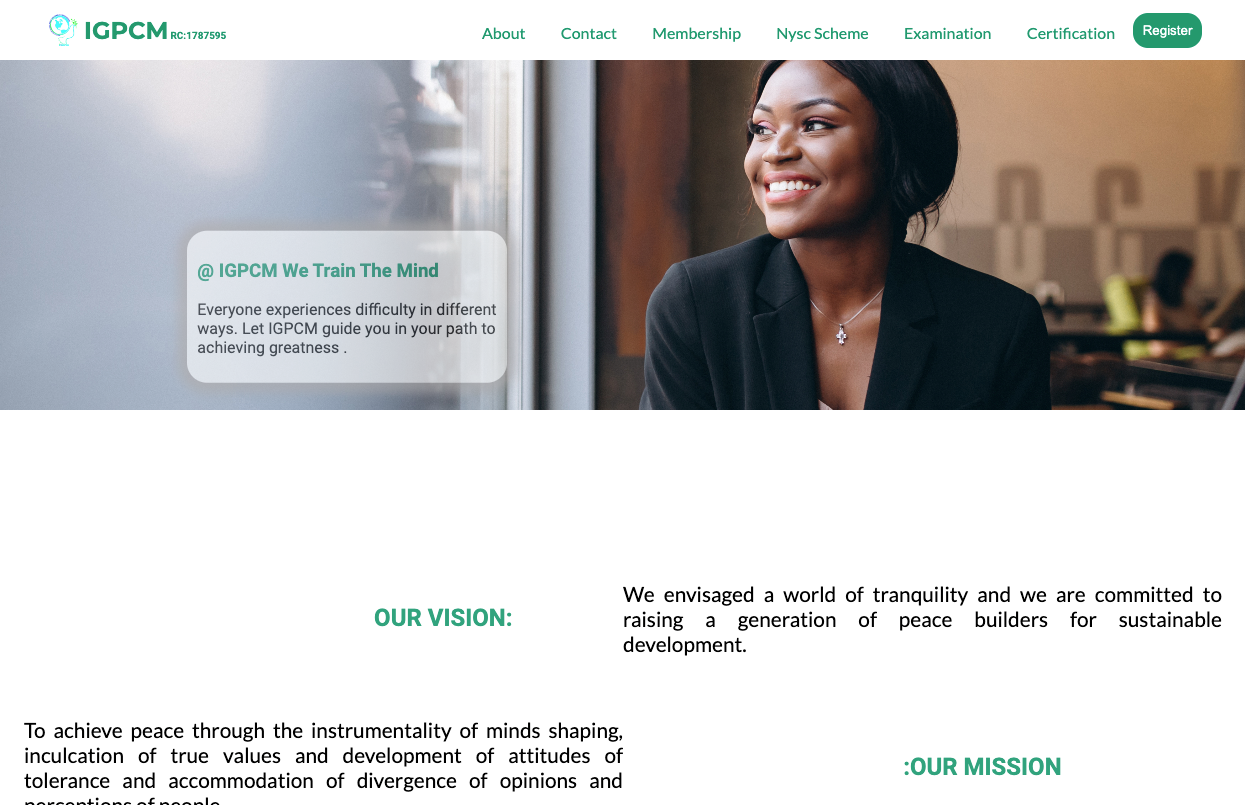 IGPCM RC:1787595
About Contact Membership Nysc Scheme Examination Certification Register
@ IGPCM We Train The Mind
Everyone experiences difficulty in different
ways. Let IGPCM guide you in your path to
achieving greatness .
OUR VISION:
We envisaged a world of tranquility and we are committed to
raising a generation of peace builders for sustainable
development.
To achieve peace through the instrumentality of minds shaping,
inculcation of true values and development of attitudes of
tolerance and accommodation of divergence of opinions and
perceptions of people
:OUR MISSION